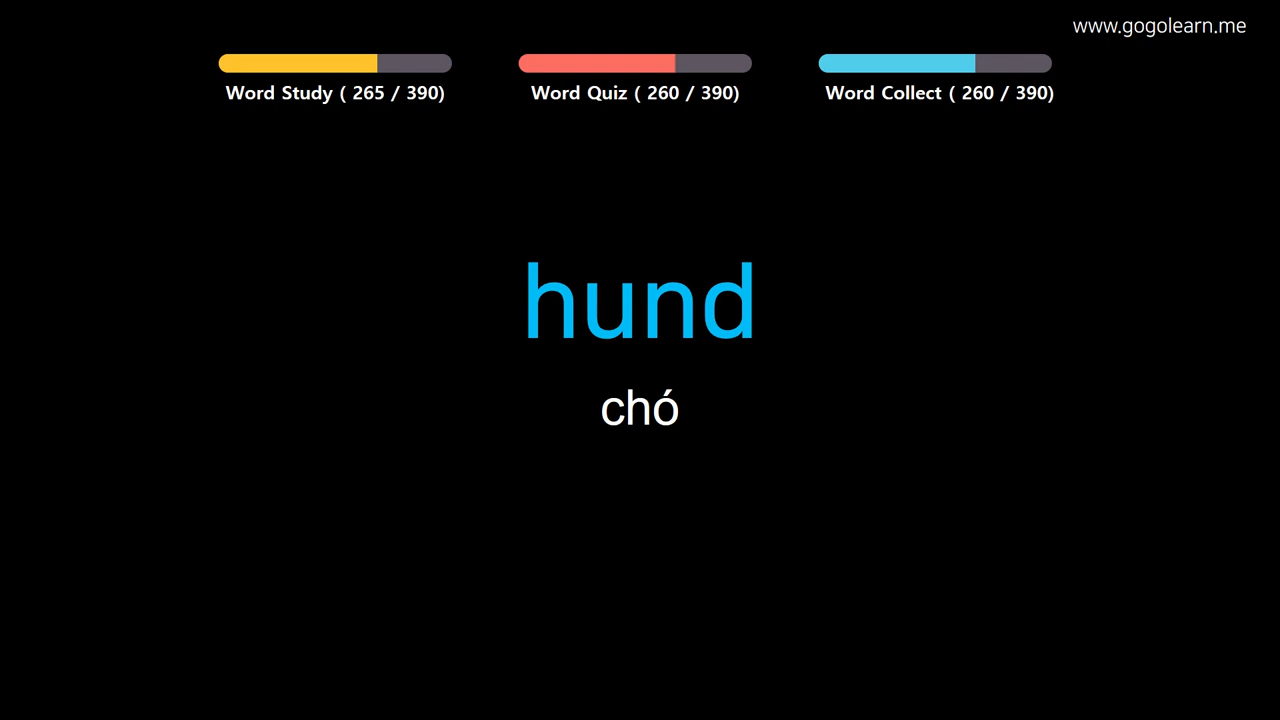 www.gogolearn.me
Word Study ( 265 / 390)
Word Quiz ( 260 / 390)
Word Collect ( 260 / 390)
hund
chó